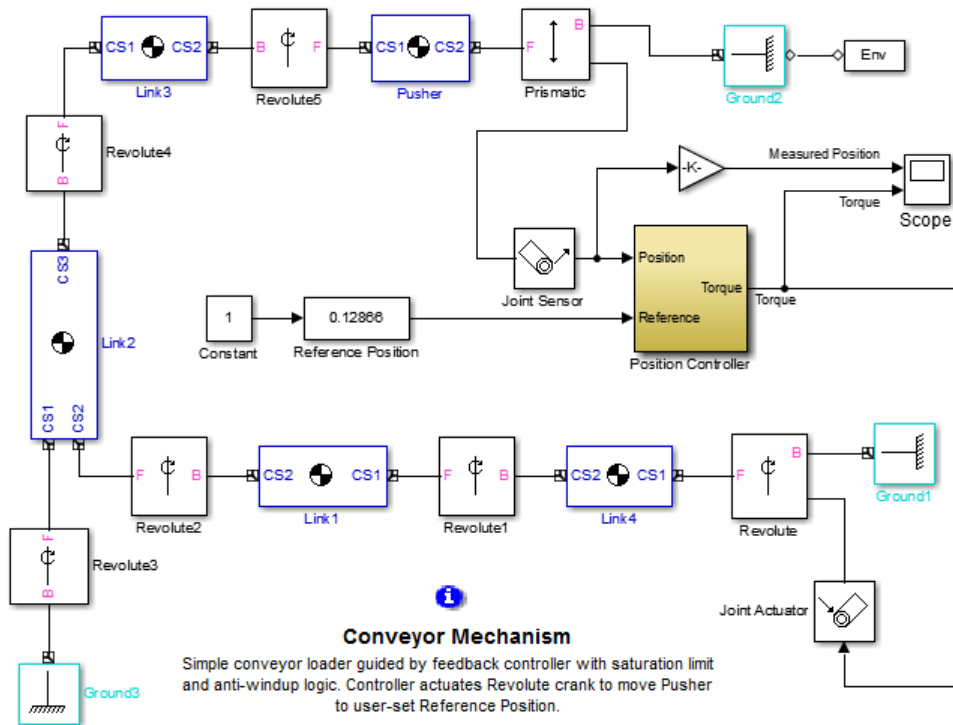 CS1 CS2
Link3
B F
Revolute5
CS1 CS2
Pusher
F B
Prismatic
Ground2
Env
F
B
Revolute4
-K-
Measured Position
Torque
Scope
CS3
CS1
CS2
Link2
Joint Sensor
Position
Reference
Torque
Position Controller
Torque
1
Constant
0.12866
Reference Position
F B
Revolute2
CS2 CS1
Link1
F B
Revolute1
CS2 CS1
Link4
F B
Revolute
Ground1
F
B
Revolute3
Joint Actuator
Ground3
i
Conveyor Mechanism
Simple conveyor loader guided by feedback controller with saturation limit
and anti-windup logic. Controller actuates Revolute crank to move Pusher
to user-set Reference Position.